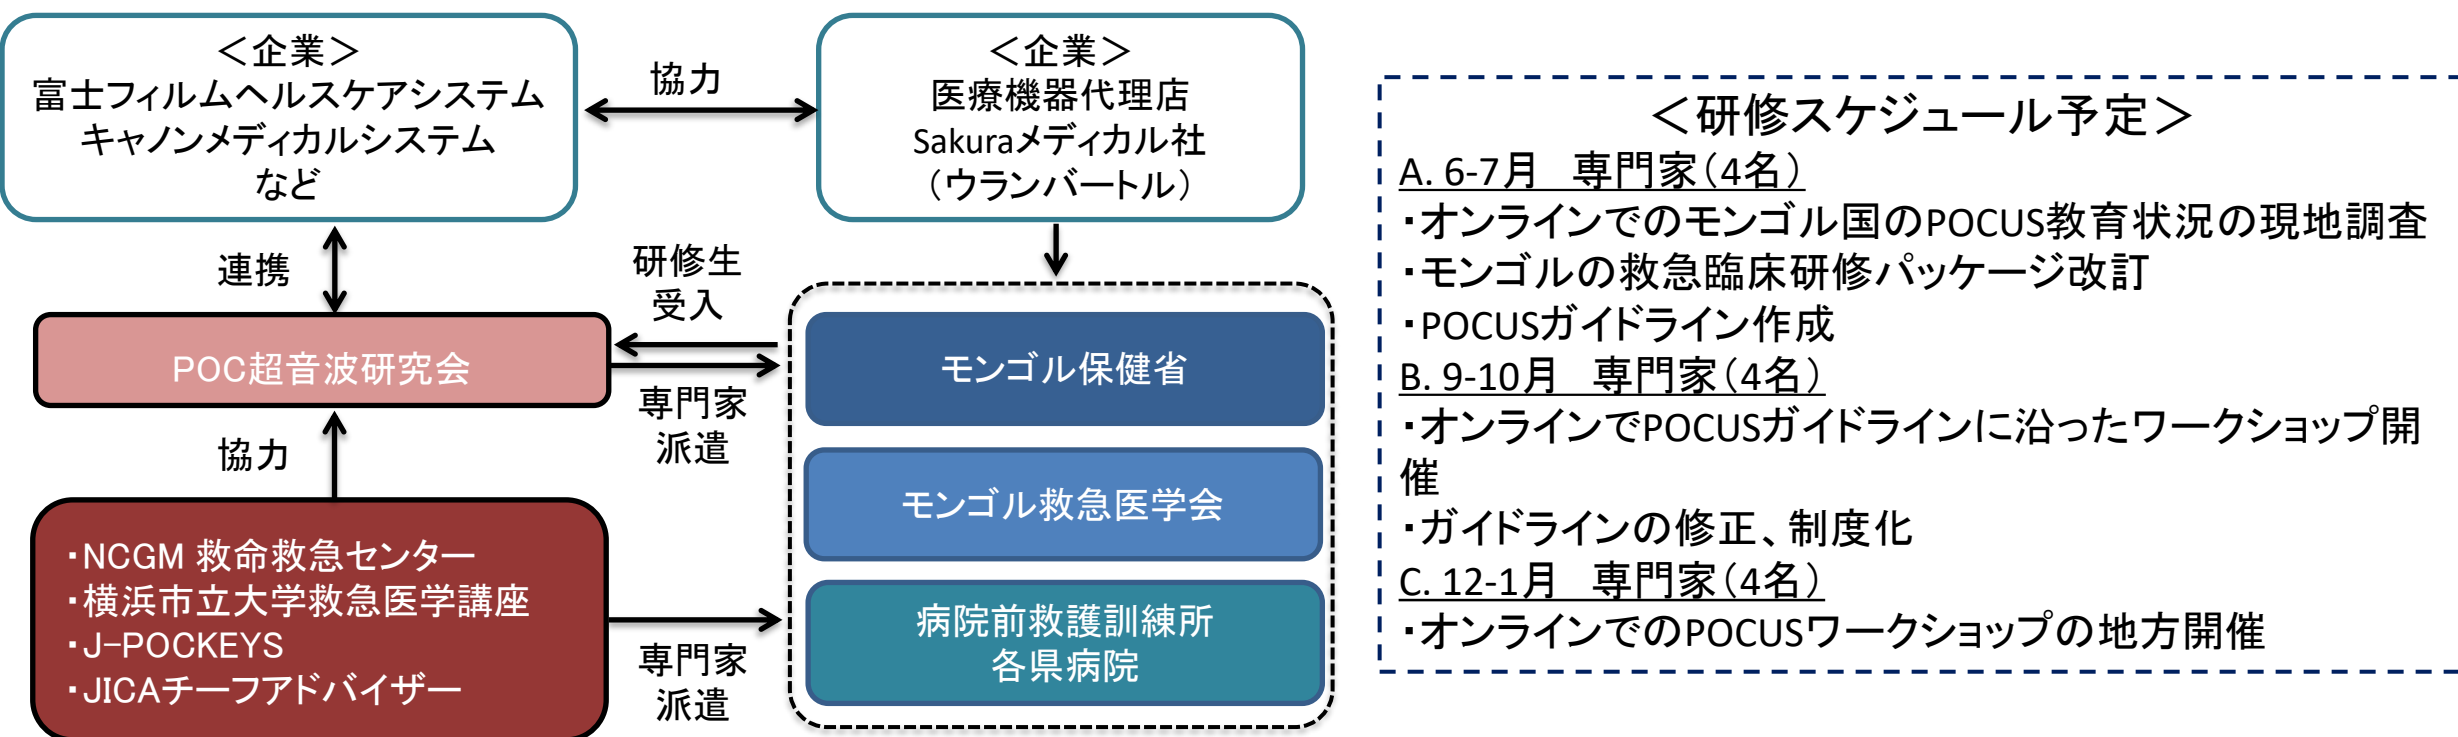 ＜企業＞
富士フィルムヘルスケアシステム
キャノンメディカルシステム
など
協力
＜企業＞
医療機器代理店
Sakuraメディカル社
（ウランバートル）
連携
研修生
受入
POC超音波研究会
専門家
派遣
協力
・NCGM 救命救急センター
・横浜市立大学救急医学講座
・J-POCKEYS
・JICAチーフアドバイザー
専門家
派遣
モンゴル保健省
モンゴル救急医学会
病院前救護訓練所
各県病院
＜研修スケジュール予定＞
A. 6-7月　専門家（4名）
・オンラインでのモンゴル国のPOCUS教育状況の現地調査
・モンゴルの救急臨床研修パッケージ改訂
・POCUSガイドライン作成
B. 9-10月　専門家（4名）
・オンラインでPOCUSガイドラインに沿ったワークショップ開
催
・ガイドラインの修正、制度化
C. 12-1月　専門家（4名）
・オンラインでのPOCUSワークショップの地方開催